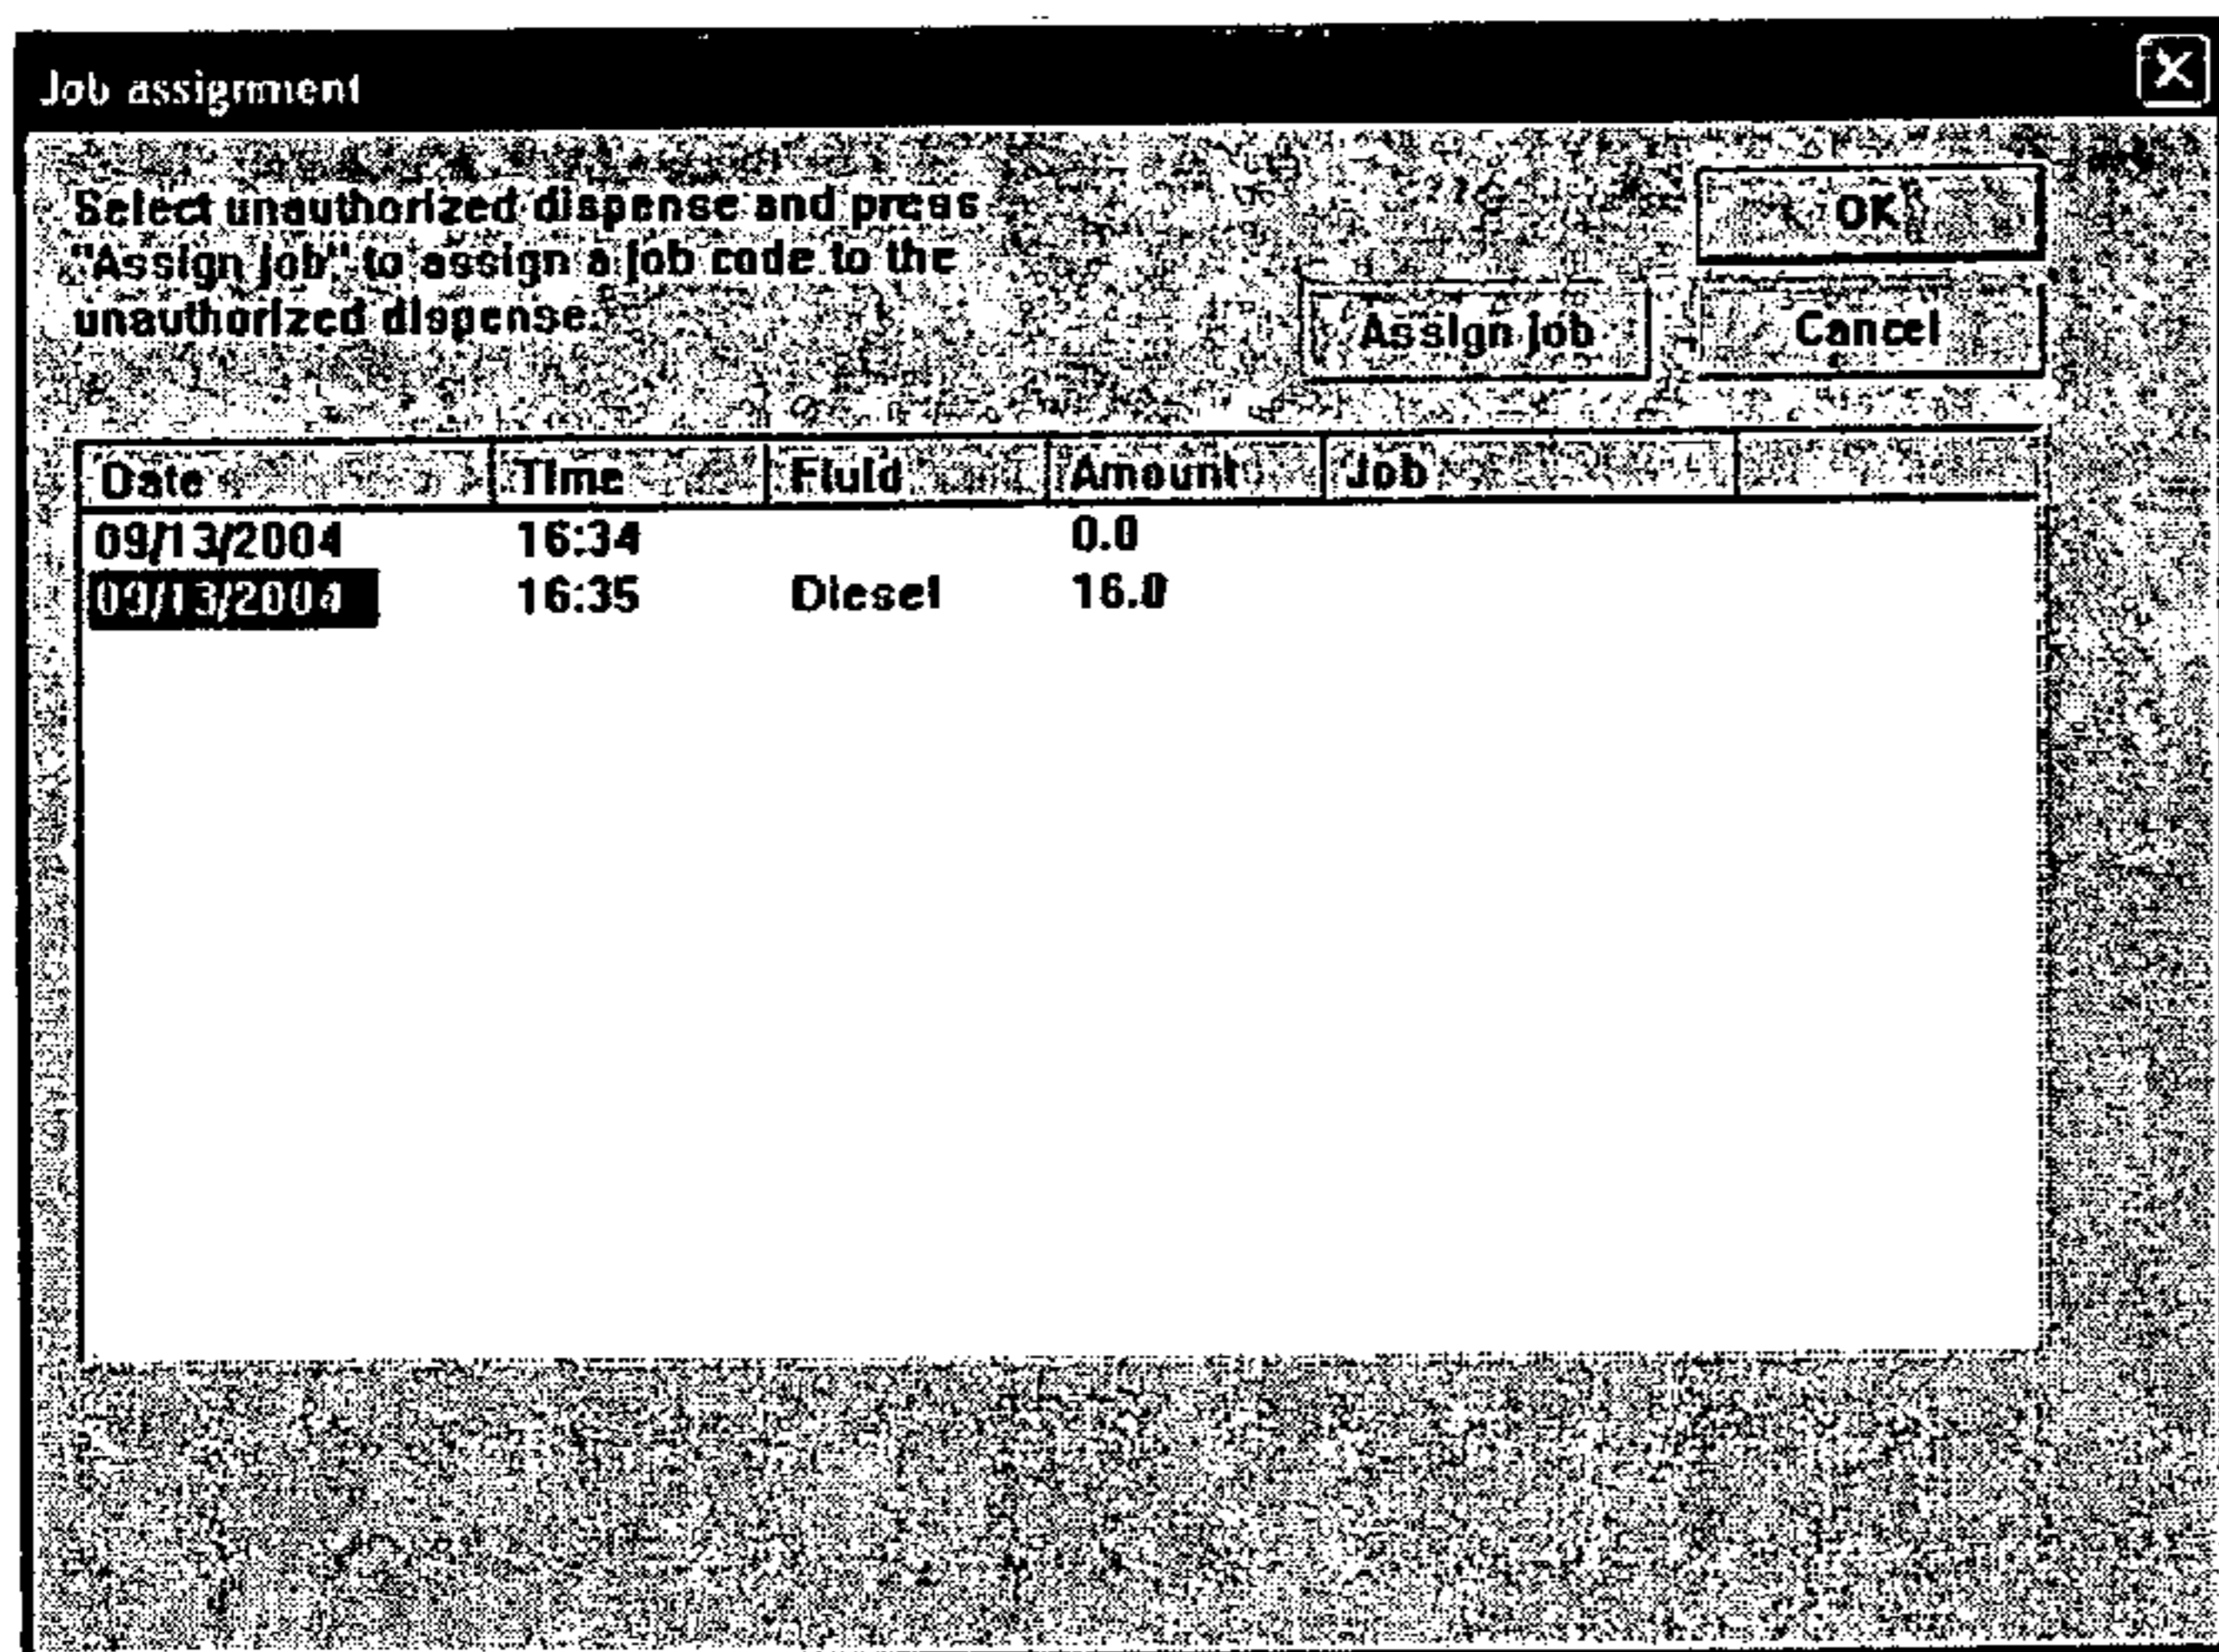 Job assignment
Select unauthorized dispense and press
"Assign job" to assign a job code to the
unauthorized dispense.
OK
Assign job
Cancel
Date Time Fluid Amount Job
09/13/2004 16:34 0.0
09/13/2004 16:35 Diesel 16.0